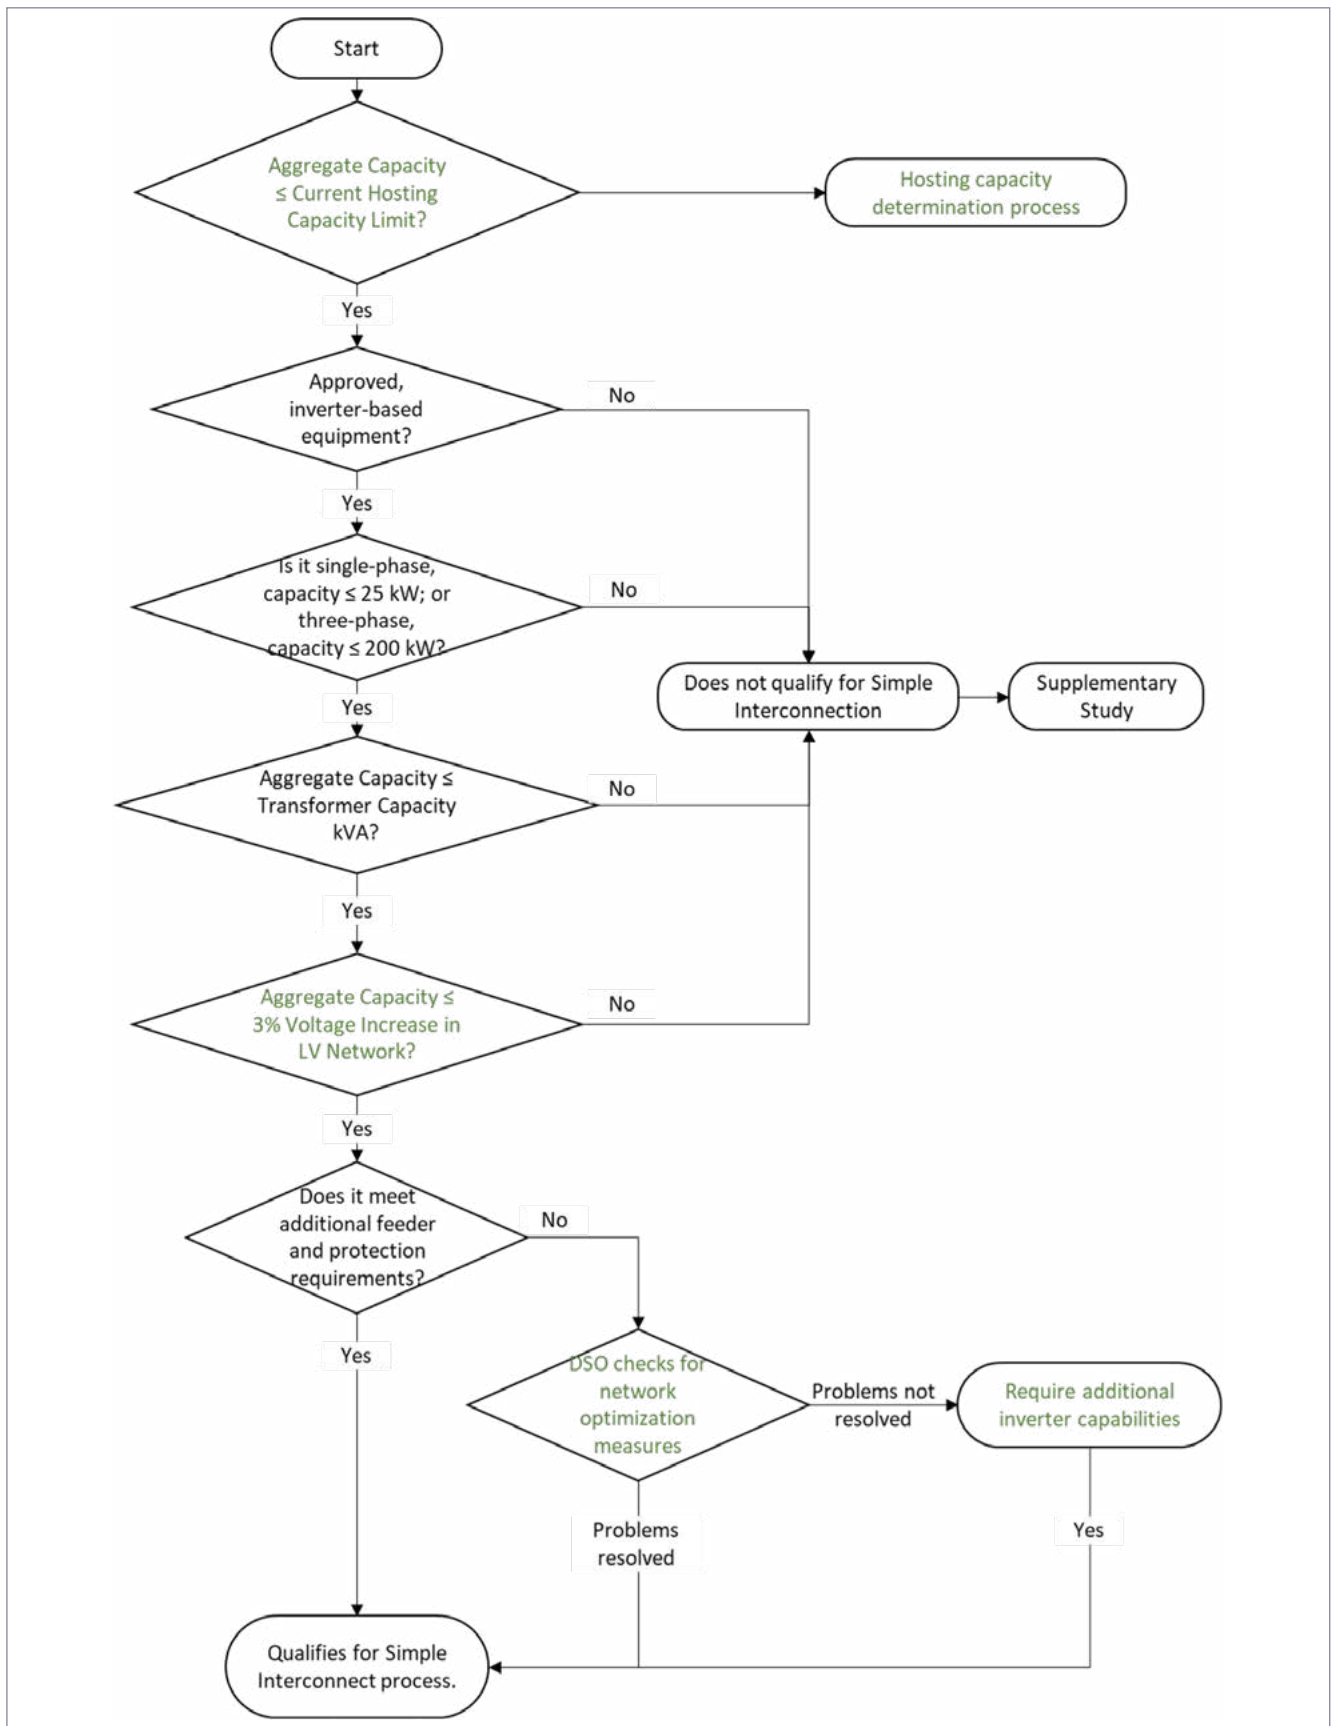 Start
Aggregate Capacity
≤ Current Hosting
Capacity Limit?
Hosting capacity
determination process
Yes
Approved,
inverter-based
equipment?
No
Yes
Is it single-phase,
capacity ≤ 25 kW; or
three-phase,
capacity ≤ 200 kW?
No
Does not qualify for Simple
Interconnection
Supplementary
Study
Yes
Aggregate Capacity ≤
Transformer Capacity
kVA?
No
Yes
Aggregate Capacity ≤
3% Voltage Increase in
LV Network?
No
Yes
Does it meet
additional feeder
and protection
requirements?
No
Yes
DSO checks for
network
optimization
measures
Problems not
resolved
Require additional
inverter capabilities
Problems
resolved
Yes
Qualifies for Simple
Interconnect process.